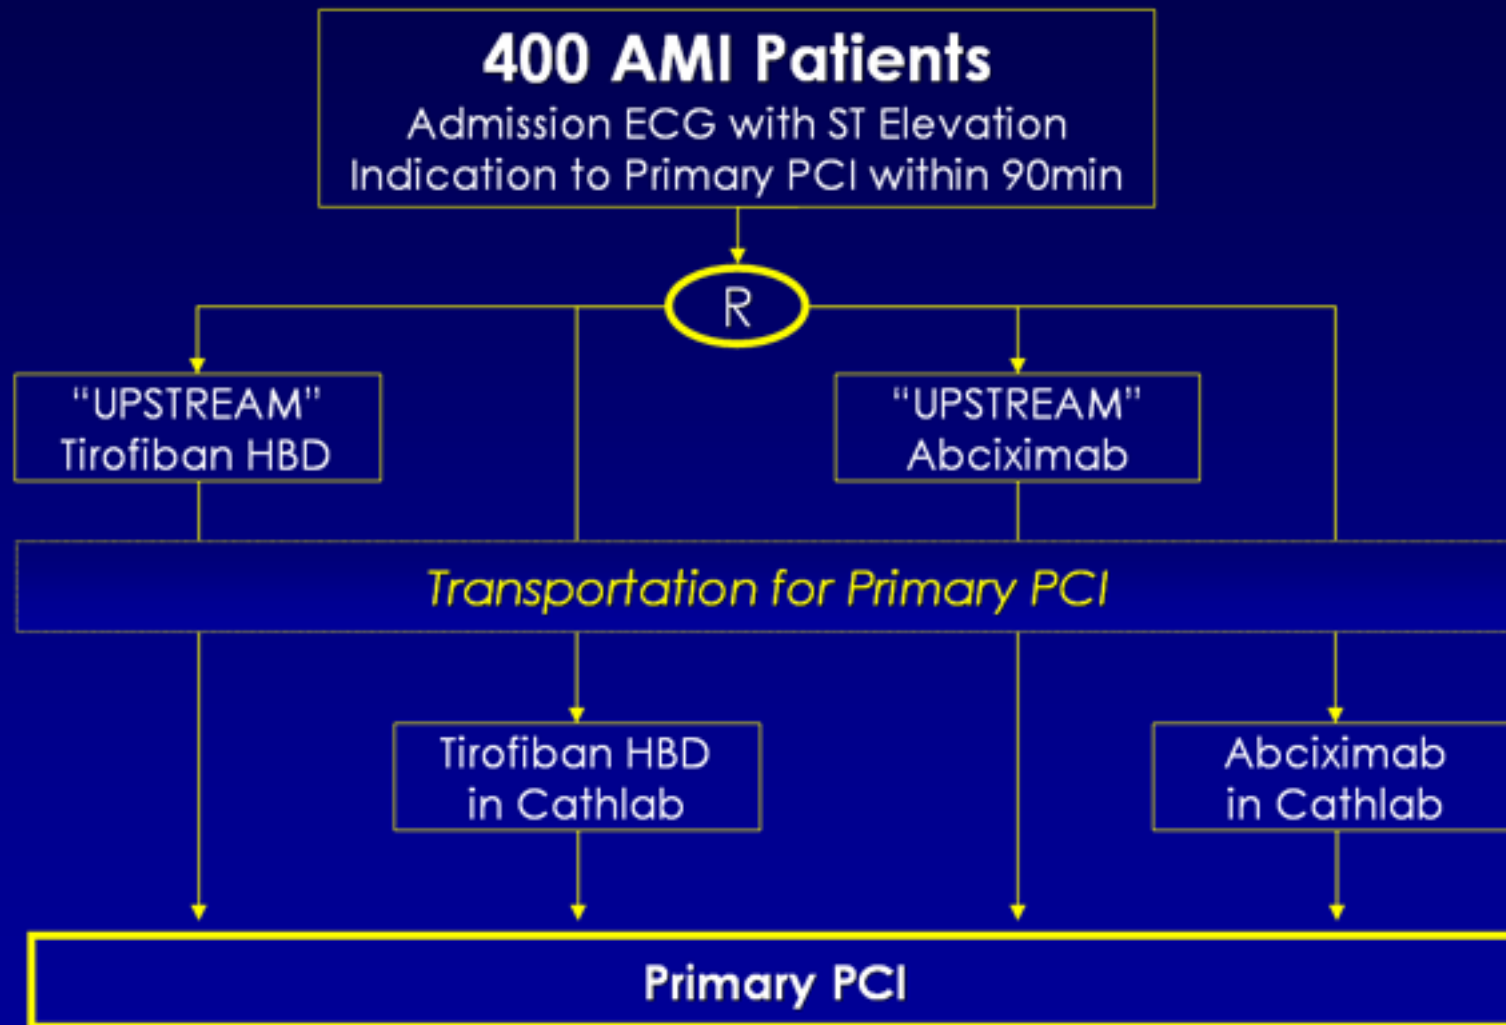 400 AMI Patients
Admission ECG with ST Elevation
Indication to Primary PCI within 90min
R
“UPSTREAM”
Tirofiban HBD
“UPSTREAM”
Abciximab
Transportation for Primary PCI
Tirofiban HBD
in Cathlab
Abciximab
in Cathlab
Primary PCI